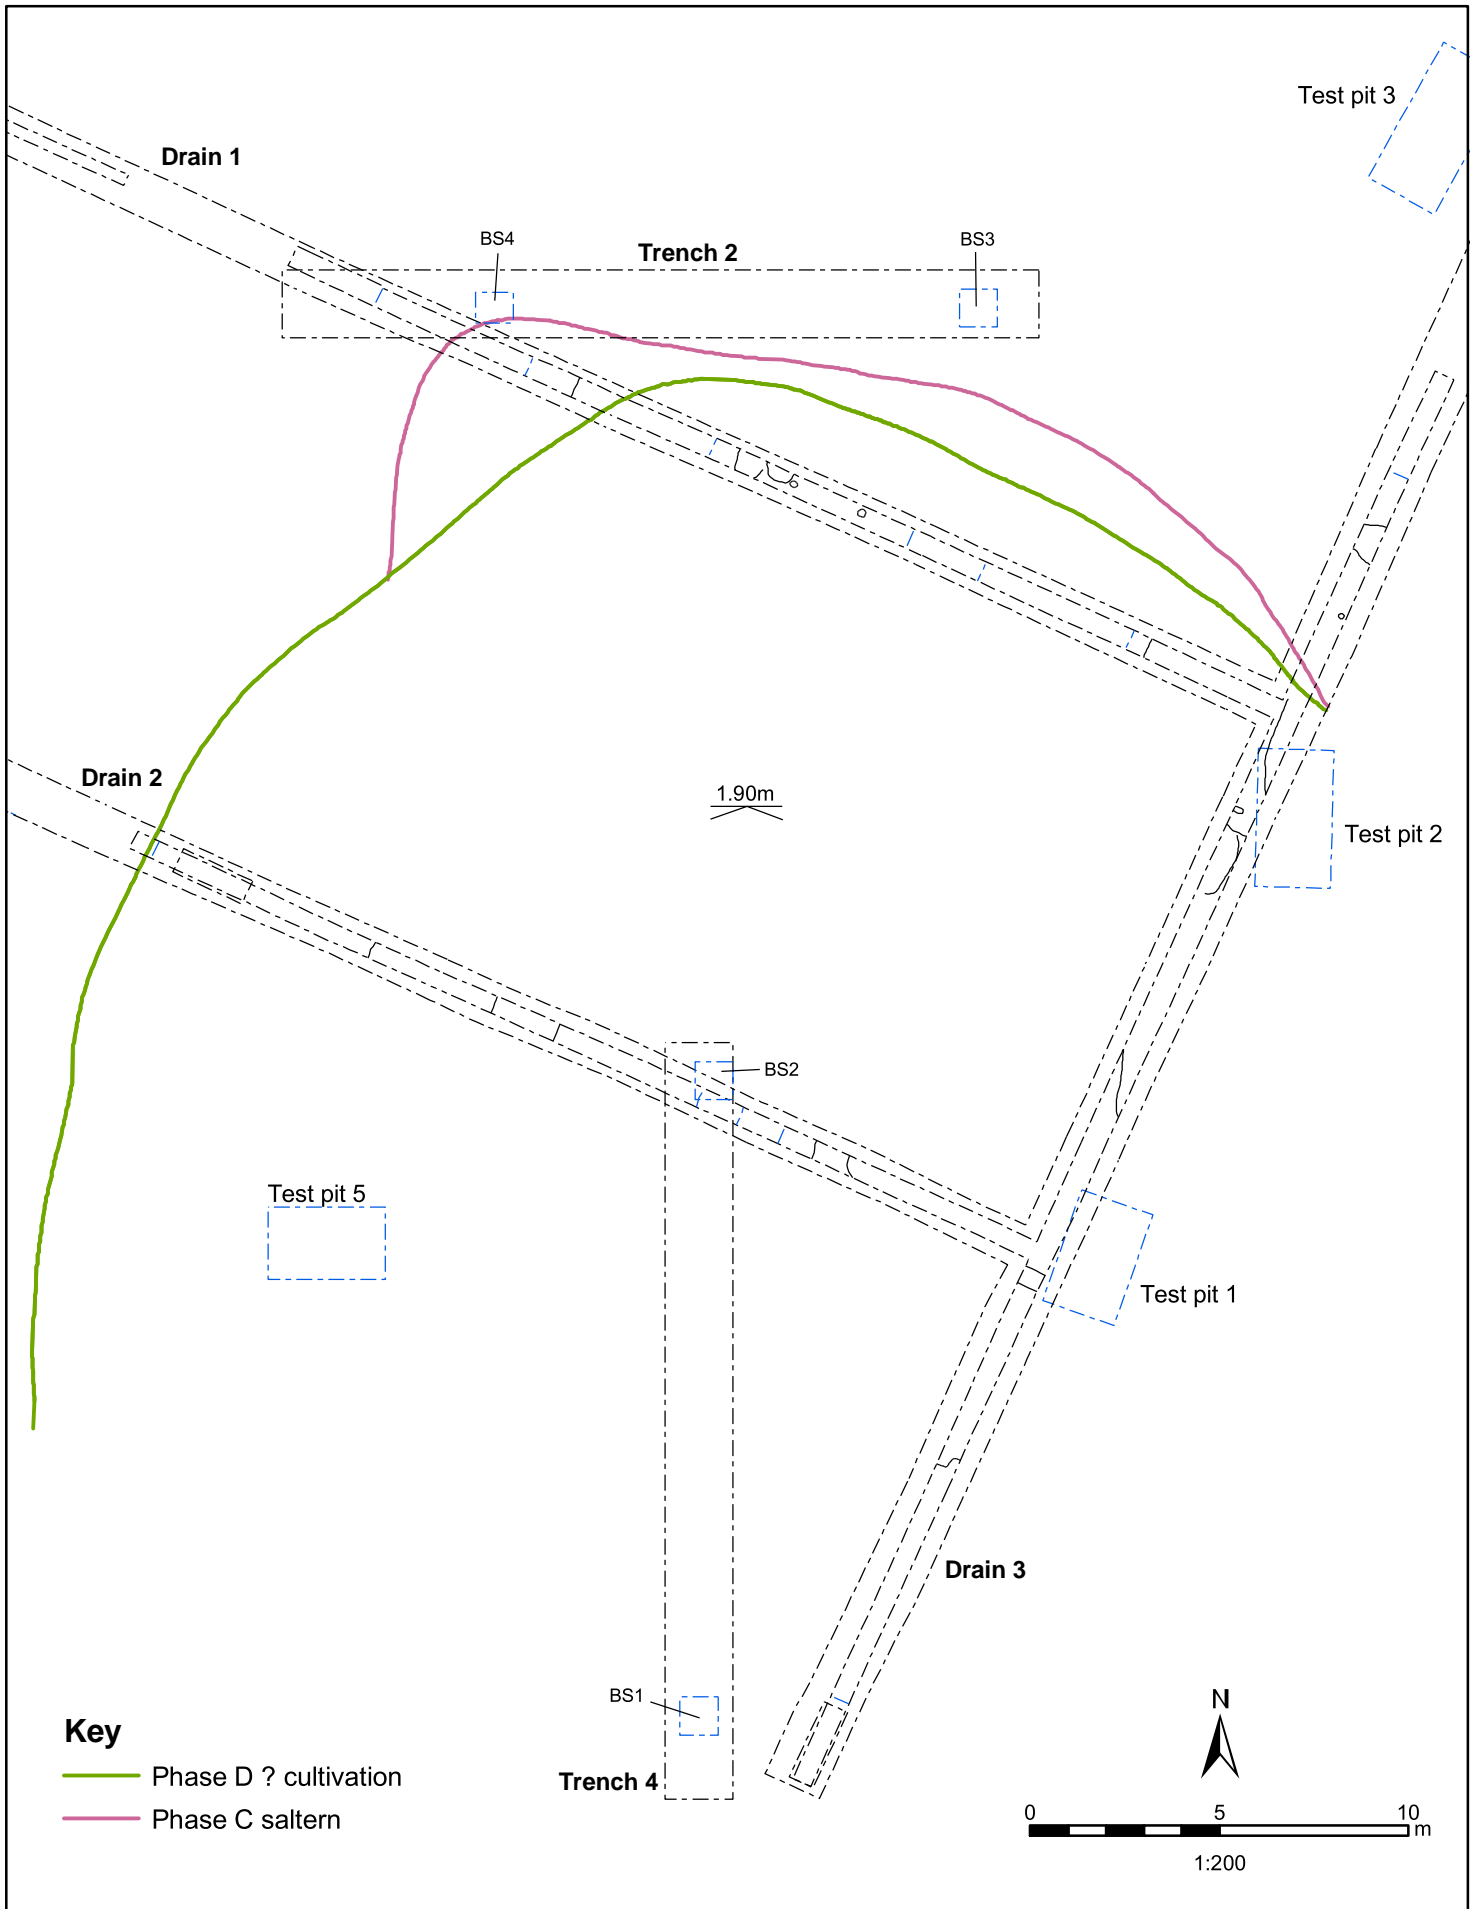 Test pit 3
Drain 1
BS4
Trench 2
BS3
Drain 2
1.90m
Test pit 2
BS2
Test pit 5
Test pit 1
Drain 3
BS1
Trench 4
Key
Phase D ? cultivation
Phase C saltern
N
0 5 10
m
1:200